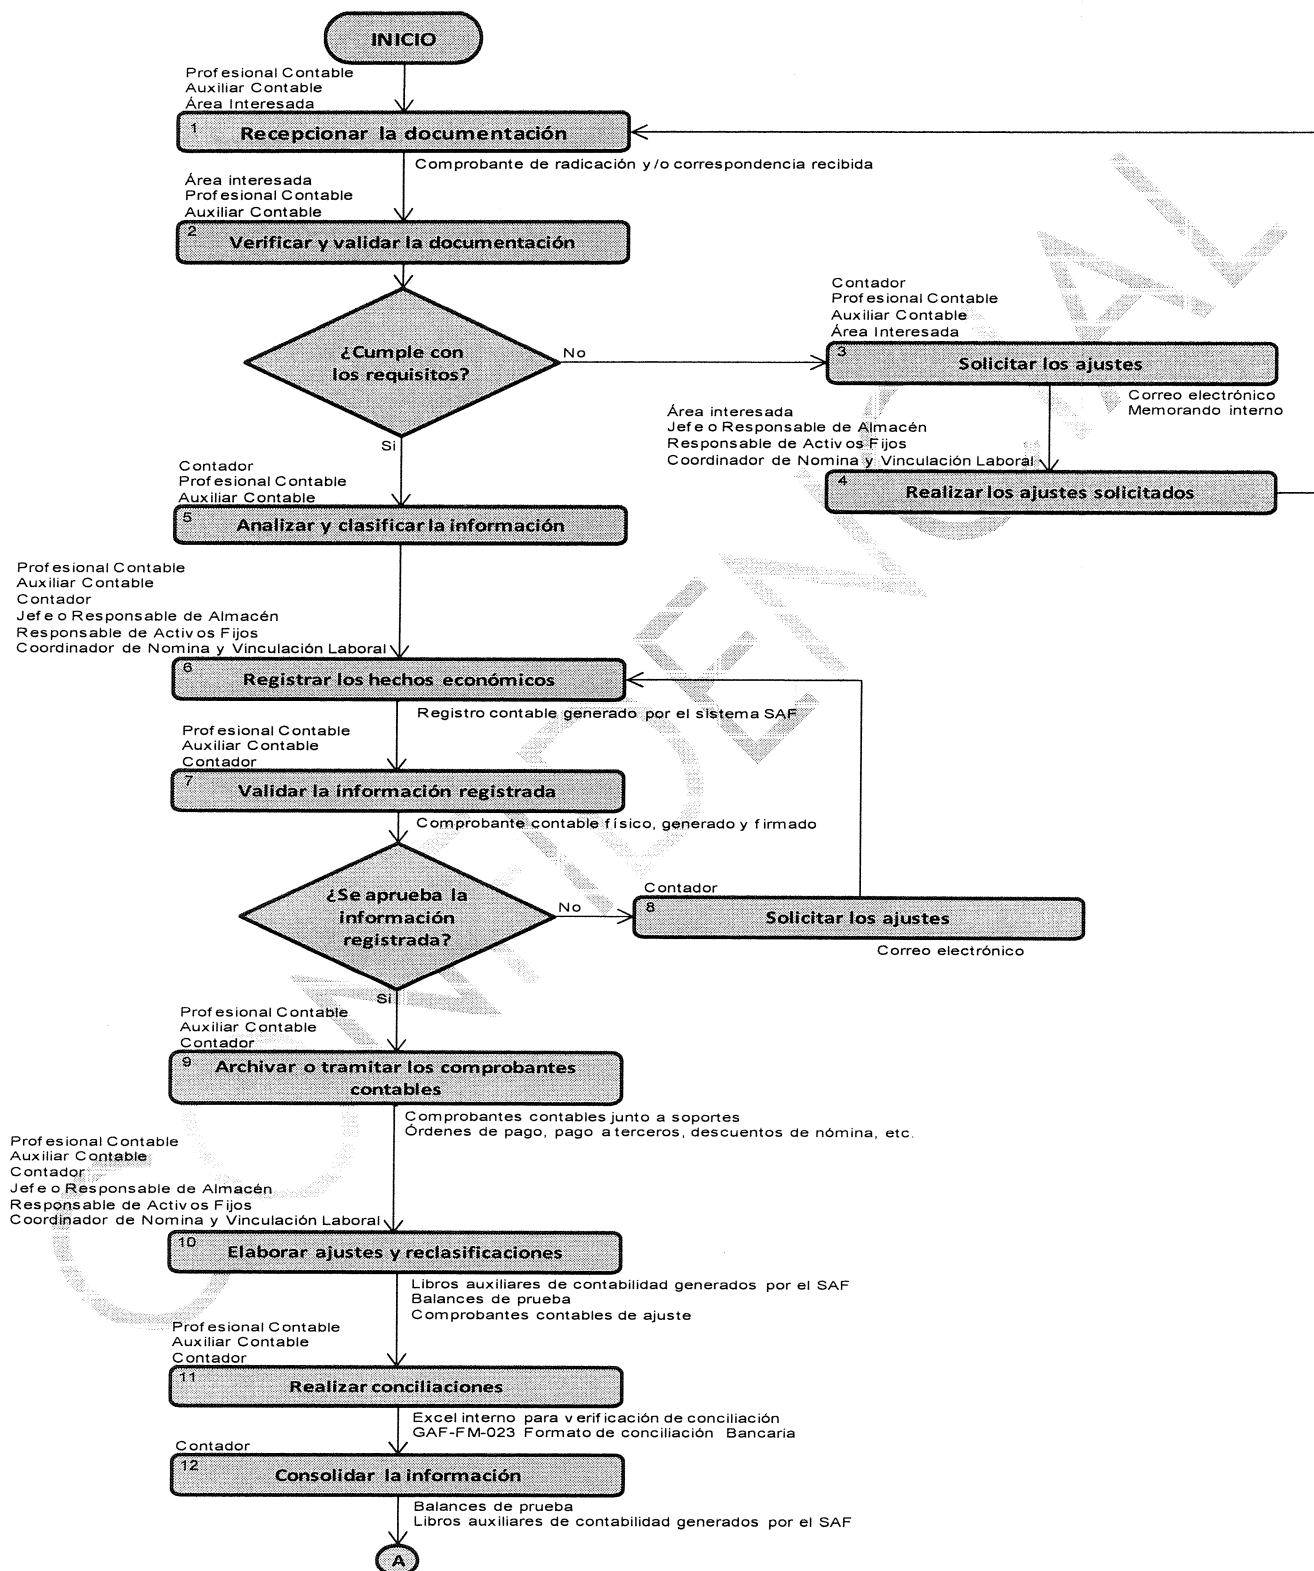 INICIO
Profesional Contable
Auxiliar Contable
Área Interesada
1
Recepcionar la documentación
Comprobante de radicación y/o correspondencia recibida
Área interesada
Profesional Contable
Auxiliar Contable
2
Verificar y validar la documentación
¿Cumple con
los requisitos?
No
Contador
Profesional Contable
Auxiliar Contable
Área Interesada
3
Solicitar los ajustes
Correo electrónico
Memorando interno
Área interesada
Jefe o Responsable de Almacén
Responsable de Activos Fijos
Coordinador de Nomina y Vinculación Laboral
4
Realizar los ajustes solicitados
Si
Contador
Profesional Contable
Auxiliar Contable
5
Analizar y clasificar la información
Profesional Contable
Auxiliar Contable
Contador
Jefe o Responsable de Almacén
Responsable de Activos Fijos
Coordinador de Nomina y Vinculación Laboral
6
Registrar los hechos económicos
Registro contable generado por el sistema SAF
Profesional Contable
Auxiliar Contable
Contador
7
Validar la información registrada
Comprobante contable físico, generado y firmado
¿Se aprueba la
información
registrada?
No
Contador
8
Solicitar los ajustes
Correo electrónico
Si
Profesional Contable
Auxiliar Contable
Contador
9
Archivar o tramitar los comprobantes
contables
Comprobantes contables junto a soportes
Órdenes de pago, pago a terceros, descuentos de nómina, etc.
Profesional Contable
Auxiliar Contable
Contador
Jefe o Responsable de Almacén
Responsable de Activos Fijos
Coordinador de Nomina y Vinculación Laboral
10
Elaborar ajustes y reclasificaciones
Libros auxiliares de contabilidad generados por el SAF
Balances de prueba
Comprobantes contables de ajuste
Profesional Contable
Auxiliar Contable
Contador
11
Realizar conciliaciones
Excel interno para verificación de conciliación
GAF-FM-023 Formato de conciliación Bancaria
Contador
12
Consolidar la información
Balances de prueba
Libros auxiliares de contabilidad generados por el SAF
A
CONFIDENCIAL